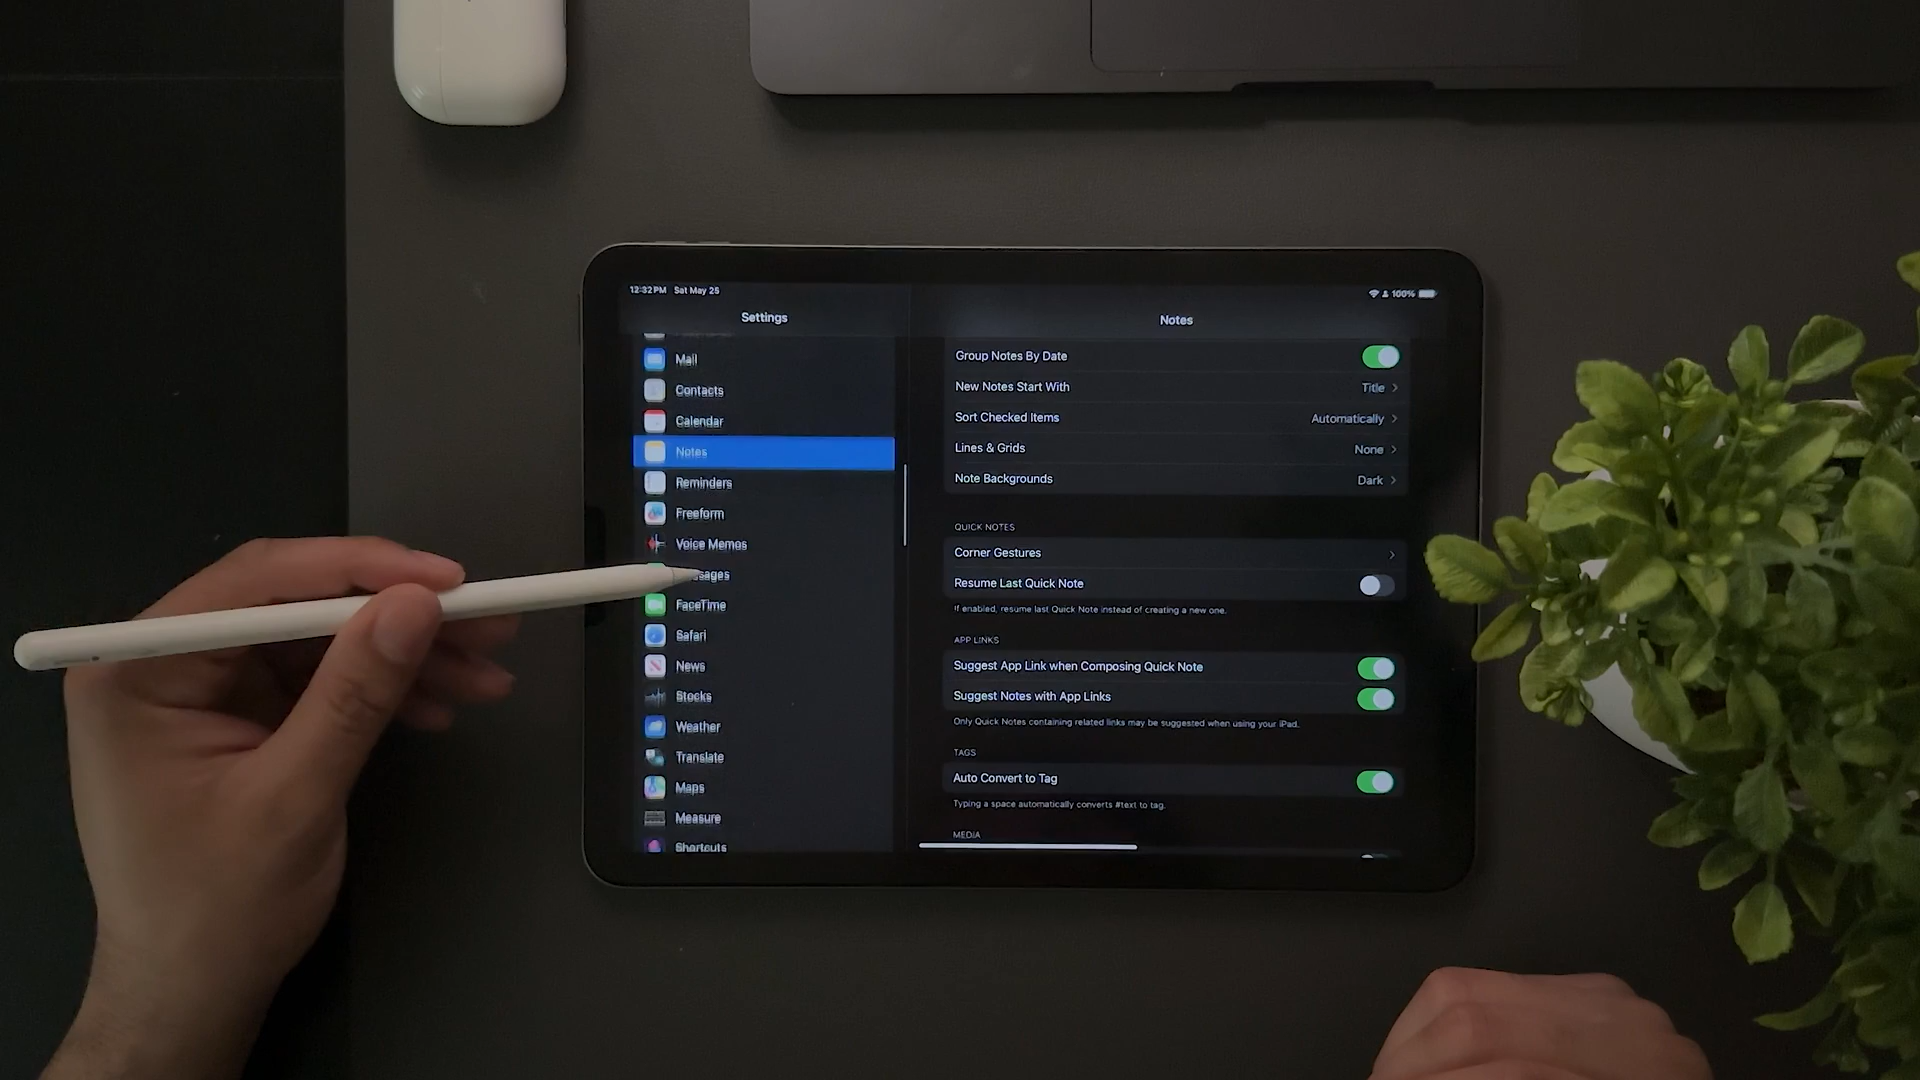 12:32 PM Sat May 25
100%
Settings
Mail
Contacts
Calendar
Notes
Reminders
Freeform
Voice Memos
sages
FaceTime
Safari
News
Stocks
Weather
Translate
Maps
Measure
Shortcuts
Notes
Group Notes By Date
New Notes Start With Title
Sort Checked Items Automatically
Lines & Grids None
Note Backgrounds Dark
QUICK NOTES
Corner Gestures
Resume Last Quick Note
If enabled, resume last Quick Note instead of creating a new one.
APP LINKS
Suggest App Link when Composing Quick Note
Suggest Notes with App Links
Only Quick Notes containing related links may be suggested when using your iPad.
TAGS
Auto Convert to Tag
Typing a space automatically converts #text to tag.
MEDIA